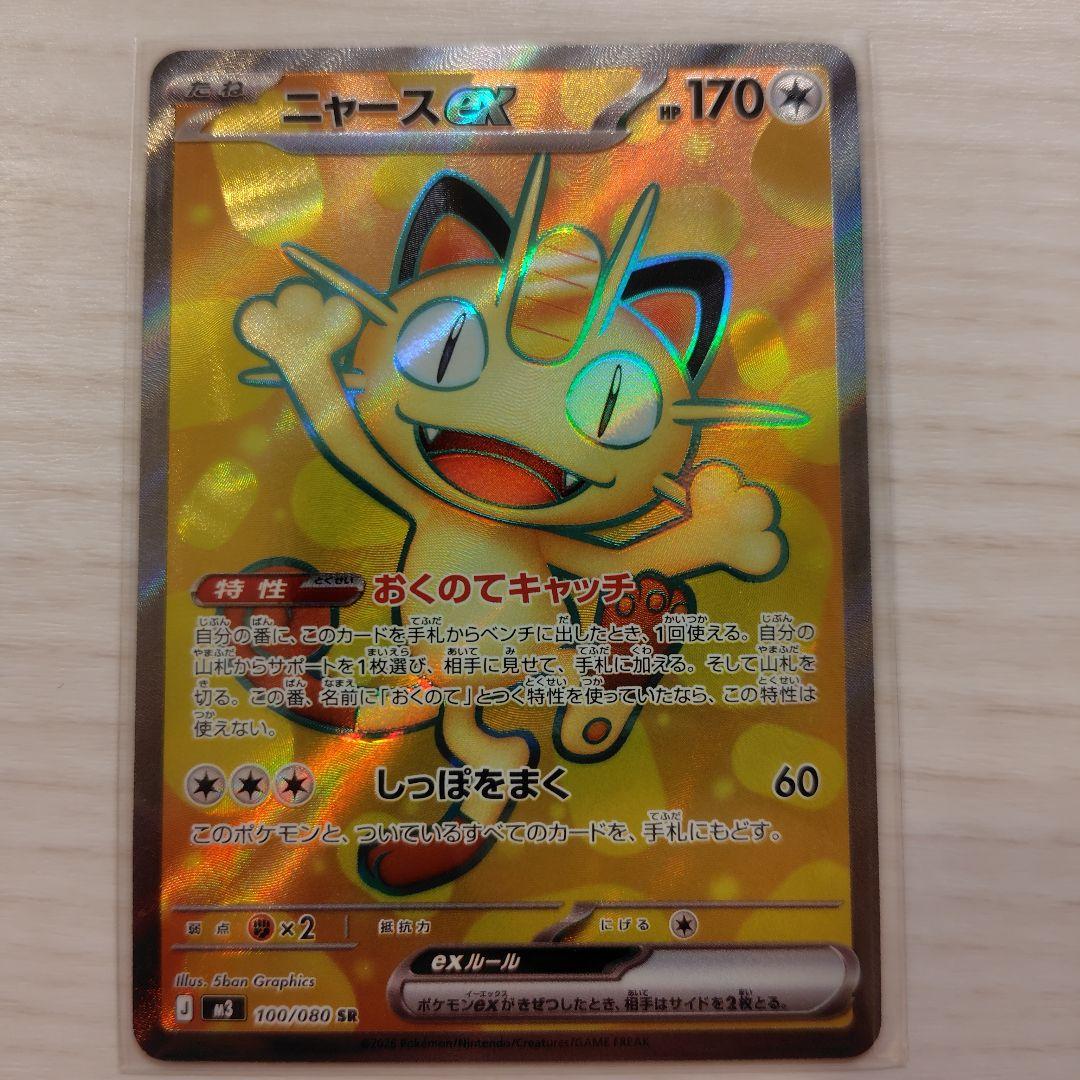 たね ニャースex HP 170
特性 とくせい おくのてキャッチ
自分の番に、このカードを手札からベンチに出したとき、1回使える。自分の
山札からサポートを1枚選び、相手に見せて、手札に加える。そして山札を
切る。この番、名前に「おくのて」とつく特性を使っていたなら、この特性は
使えない。
しっぽをまく 60
このポケモンと、ついているすべてのカードを、手札にもどす。
弱点 ×2 抵抗力 にげる
exルール
ポケモンexがきぜつしたとき、相手はサイドを2枚とる。
Illus. 5ban Graphics
J M3 100/080 SR
©2026 Pokémon/Nintendo/Creatures/GAME FREAK